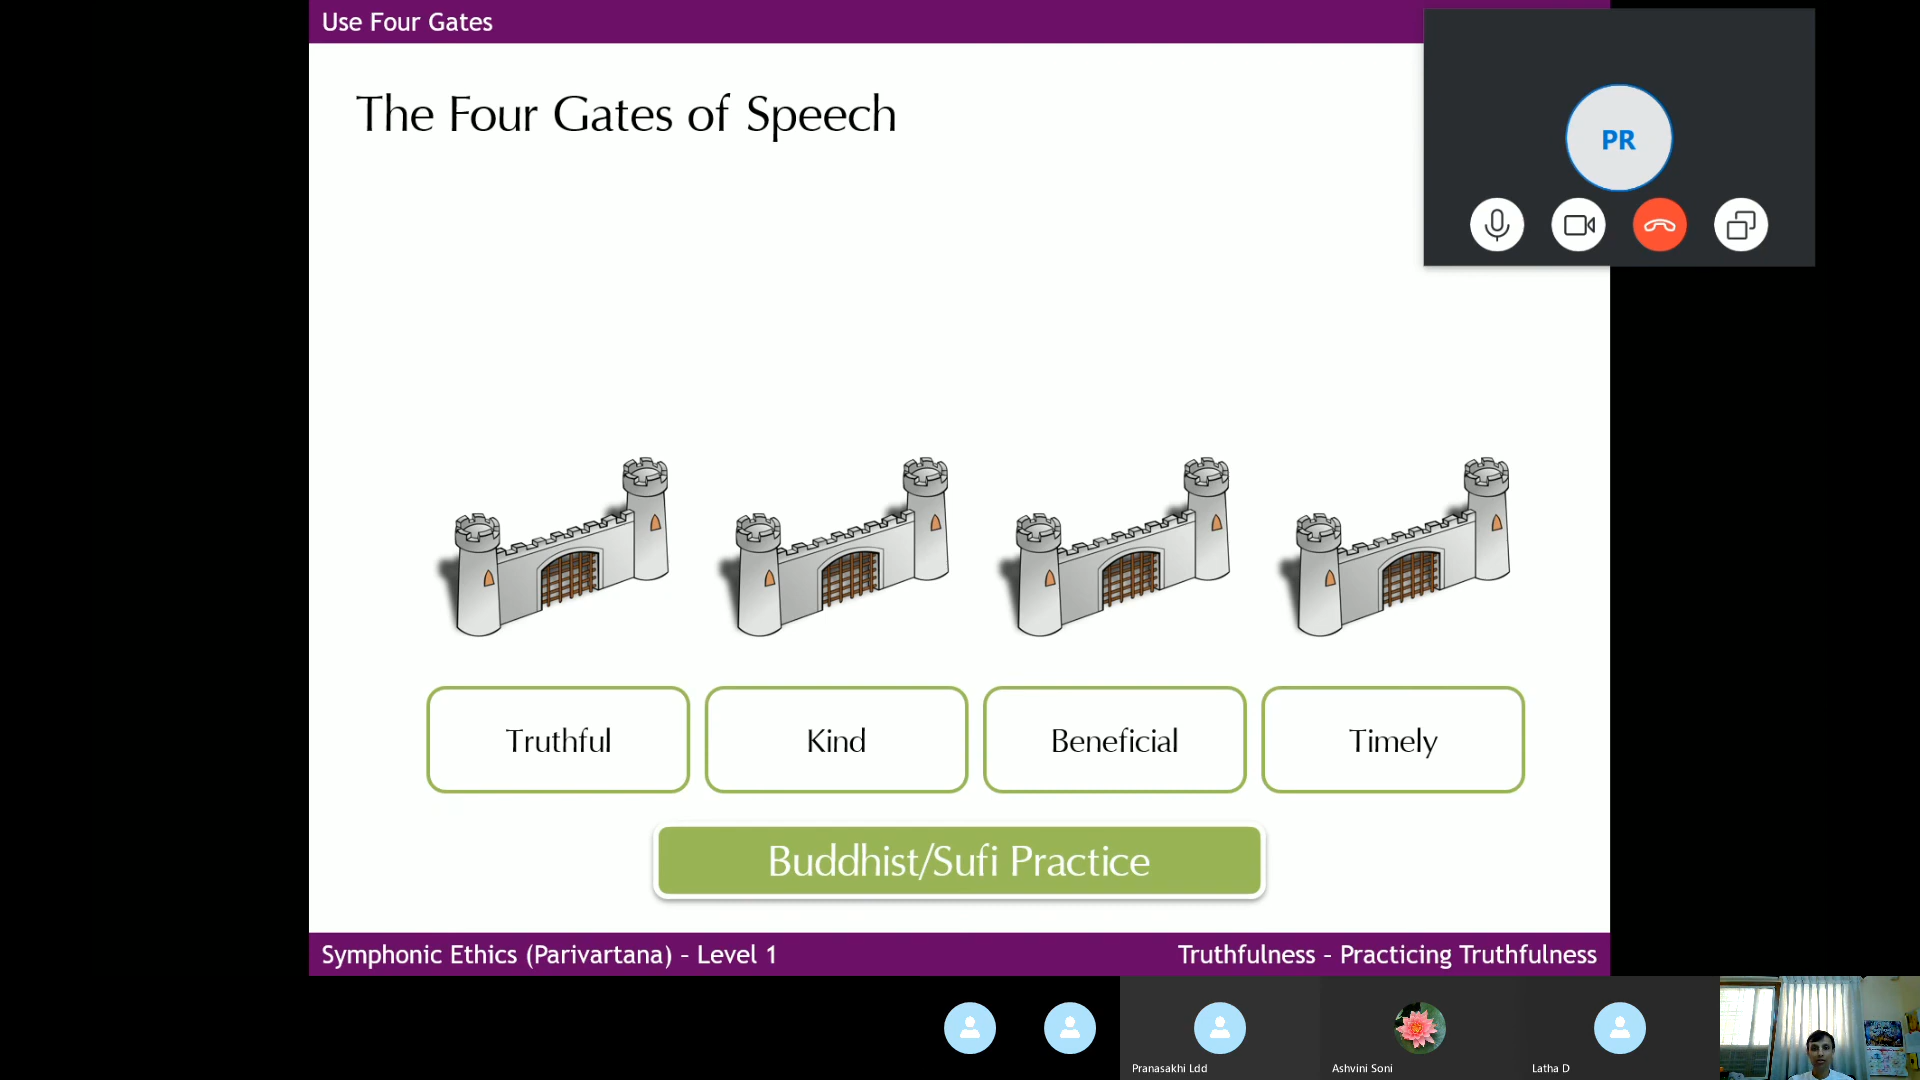 Use Four Gates
The Four Gates of Speech
PR
Truthful
Kind
Beneficial
Timely
Buddhist/Sufi Practice
Symphonic Ethics (Parivartana) – Level 1
Truthfulness – Practicing Truthfulness
Pranasakhi Ldd
Ashvini Soni
Latha D